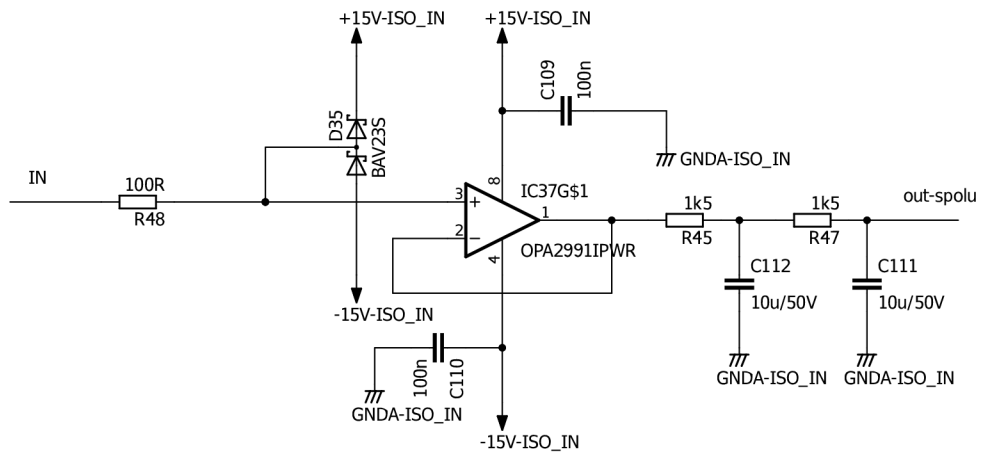 +15V-ISO_IN
+15V-ISO_IN
C109
100n
D35
BAV23S
GNDA-ISO_IN
IN
100R
R48
8
IC37G$1
3
+
1
2
-
4
OPA2991IPWR
1k5
R45
1k5
R47
out-spolu
C112
10u/50V
C111
10u/50V
-15V-ISO_IN
100n
C110
GNDA-ISO_IN
GNDA-ISO_IN
GNDA-ISO_IN
-15V-ISO_IN